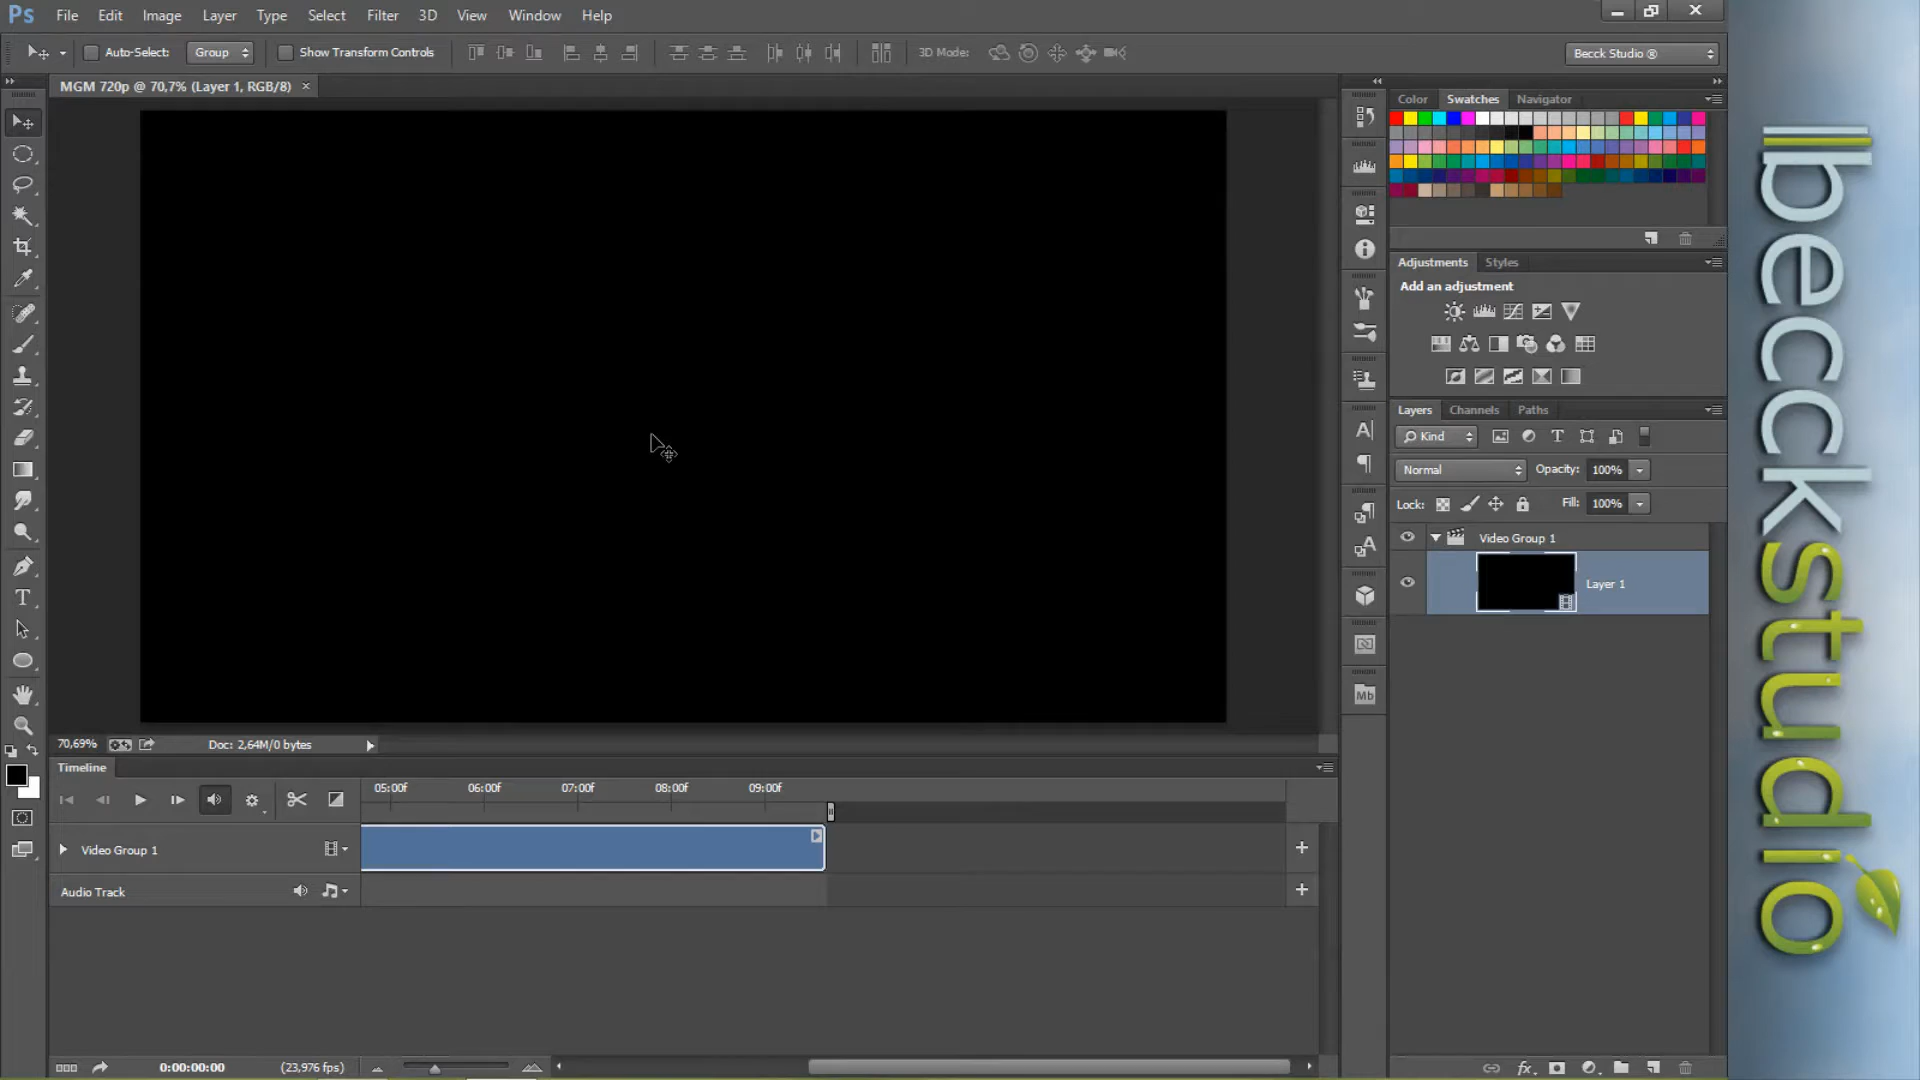 Ps File Edit Image Layer Type Select Filter 3D View Window Help
Auto-Select: Group Show Transform Controls 3D Mode: Becck Studio ®
MGM 720p @ 70,7% (Layer 1, RGB/8) ×
Color Swatches Navigator
Adjustments Styles
Add an adjustment
Layers Channels Paths
Kind
Normal Opacity: 100%
Lock: Fill: 100%
Video Group 1
Layer 1
Mb
70,69% Doc: 2,64M/0 bytes
Timeline
05:00f 06:00f 07:00f 08:00f 09:00f
Video Group 1
Audio Track
0:00:00:00 (23,976 fps)
fx
becckstudio